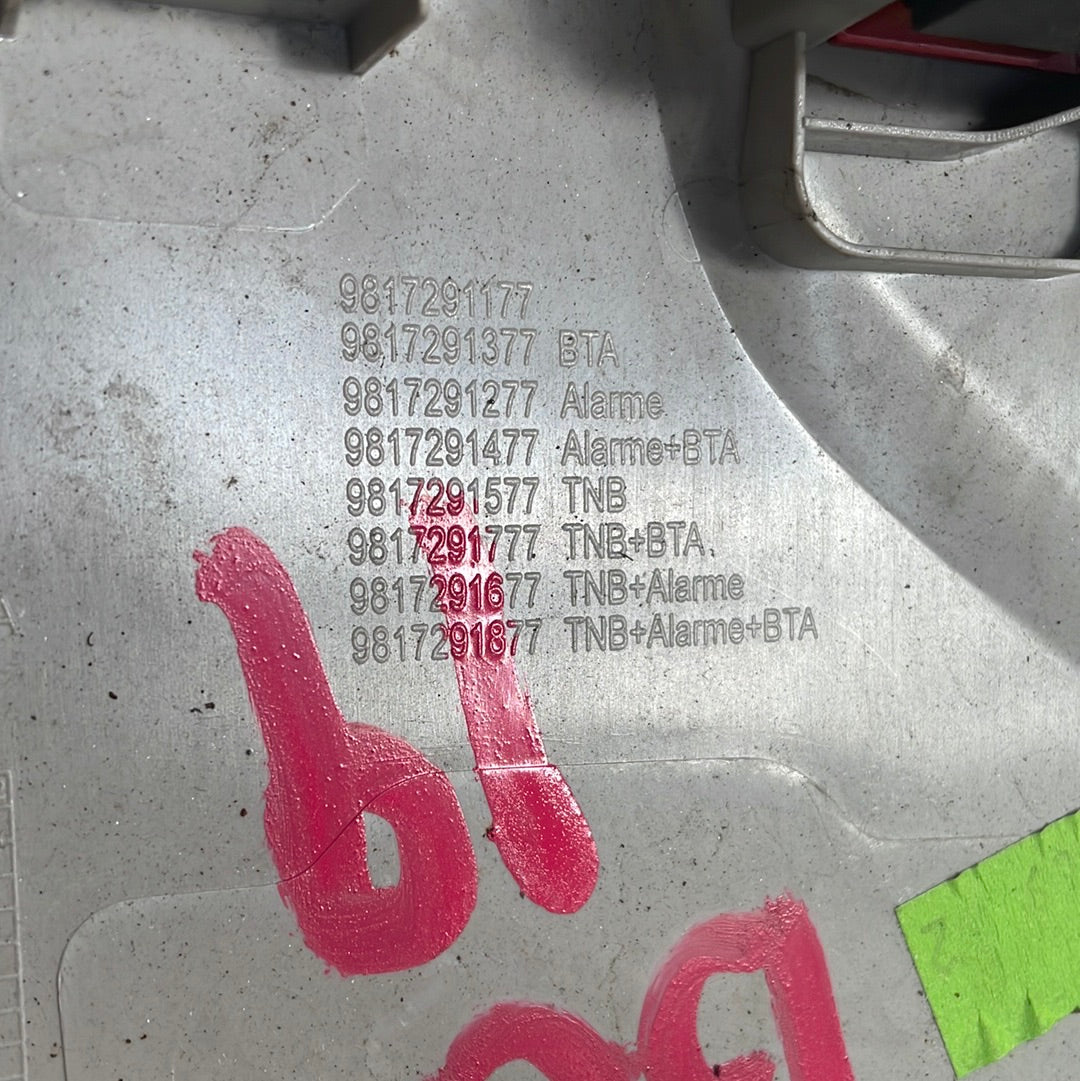 9817291177
9817291377 BTA
9817291277 Alarme
9817291477 Alarme+BTA
9817291577 TNB
9817291777 TNB+BTA
9817291677 TNB+Alarme
9817291877 TNB+Alarme+BTA